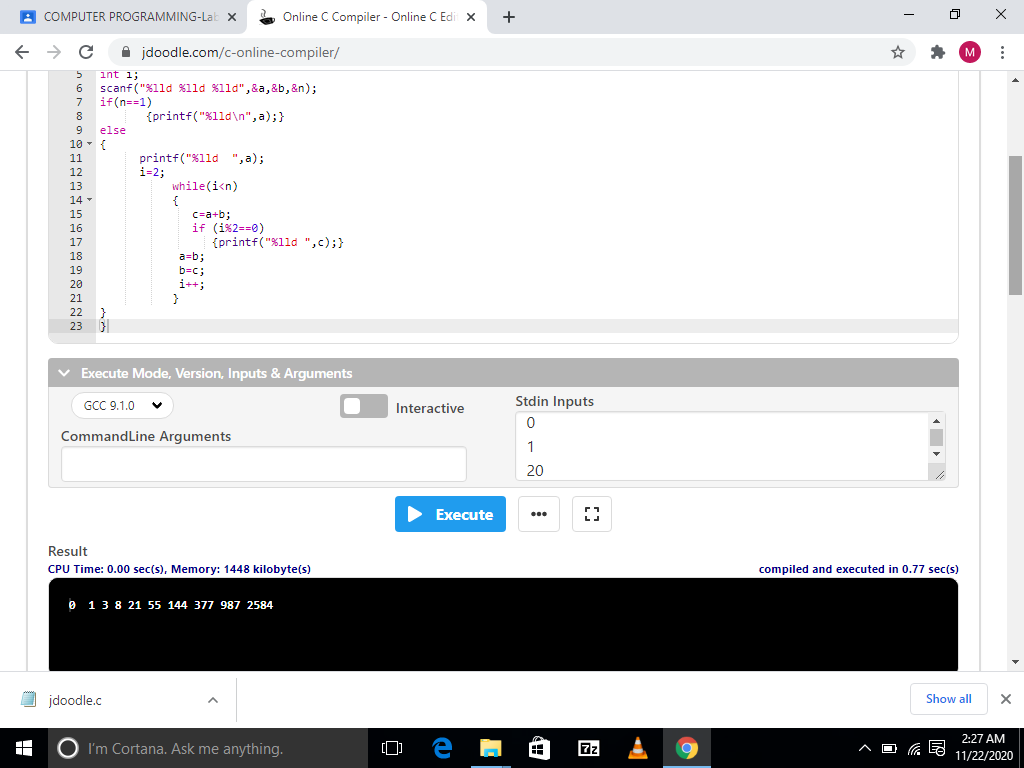 COMPUTER PROGRAMMING-Lab
Online C Compiler - Online C Edi
jdoodle.com/c-online-compiler/
M
5 int i;
6 scanf("%lld %lld %lld",&a,&b,&n);
7 if(n==1)
8 {printf("%lld\n",a);}
9 else
10 {
11 printf("%lld  ",a);
12 i=2;
13 while(i<n)
14 {
15 c=a+b;
16 if (i%2==0)
17 {printf("%lld ",c);}
18 a=b;
19 b=c;
20 i++;
21 }
22 }
23 }
Execute Mode, Version, Inputs & Arguments
GCC 9.1.0
Interactive
Stdin Inputs
CommandLine Arguments
0
1
20
Execute
Result
CPU Time: 0.00 sec(s), Memory: 1448 kilobyte(s)
compiled and executed in 0.77 sec(s)
0  1 3 8 21 55 144 377 987 2584
jdoodle.c
Show all
I'm Cortana. Ask me anything.
7z
2:27 AM
11/22/2020